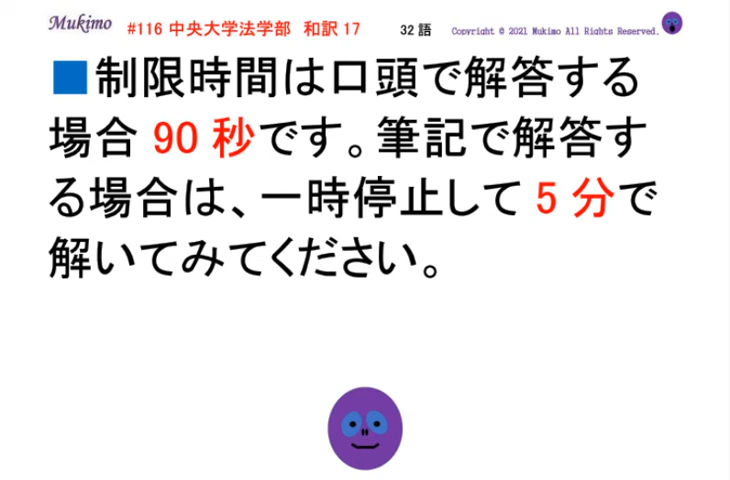 Mukimo #116 中央大学法学部 和訳 17 32 語 Copyright © 2021 Mukimo All Rights Reserved.
■制限時間は口頭で解答する
場合 90 秒です。筆記で解答す
る場合は、一時停止して 5 分で
解いてみてください。